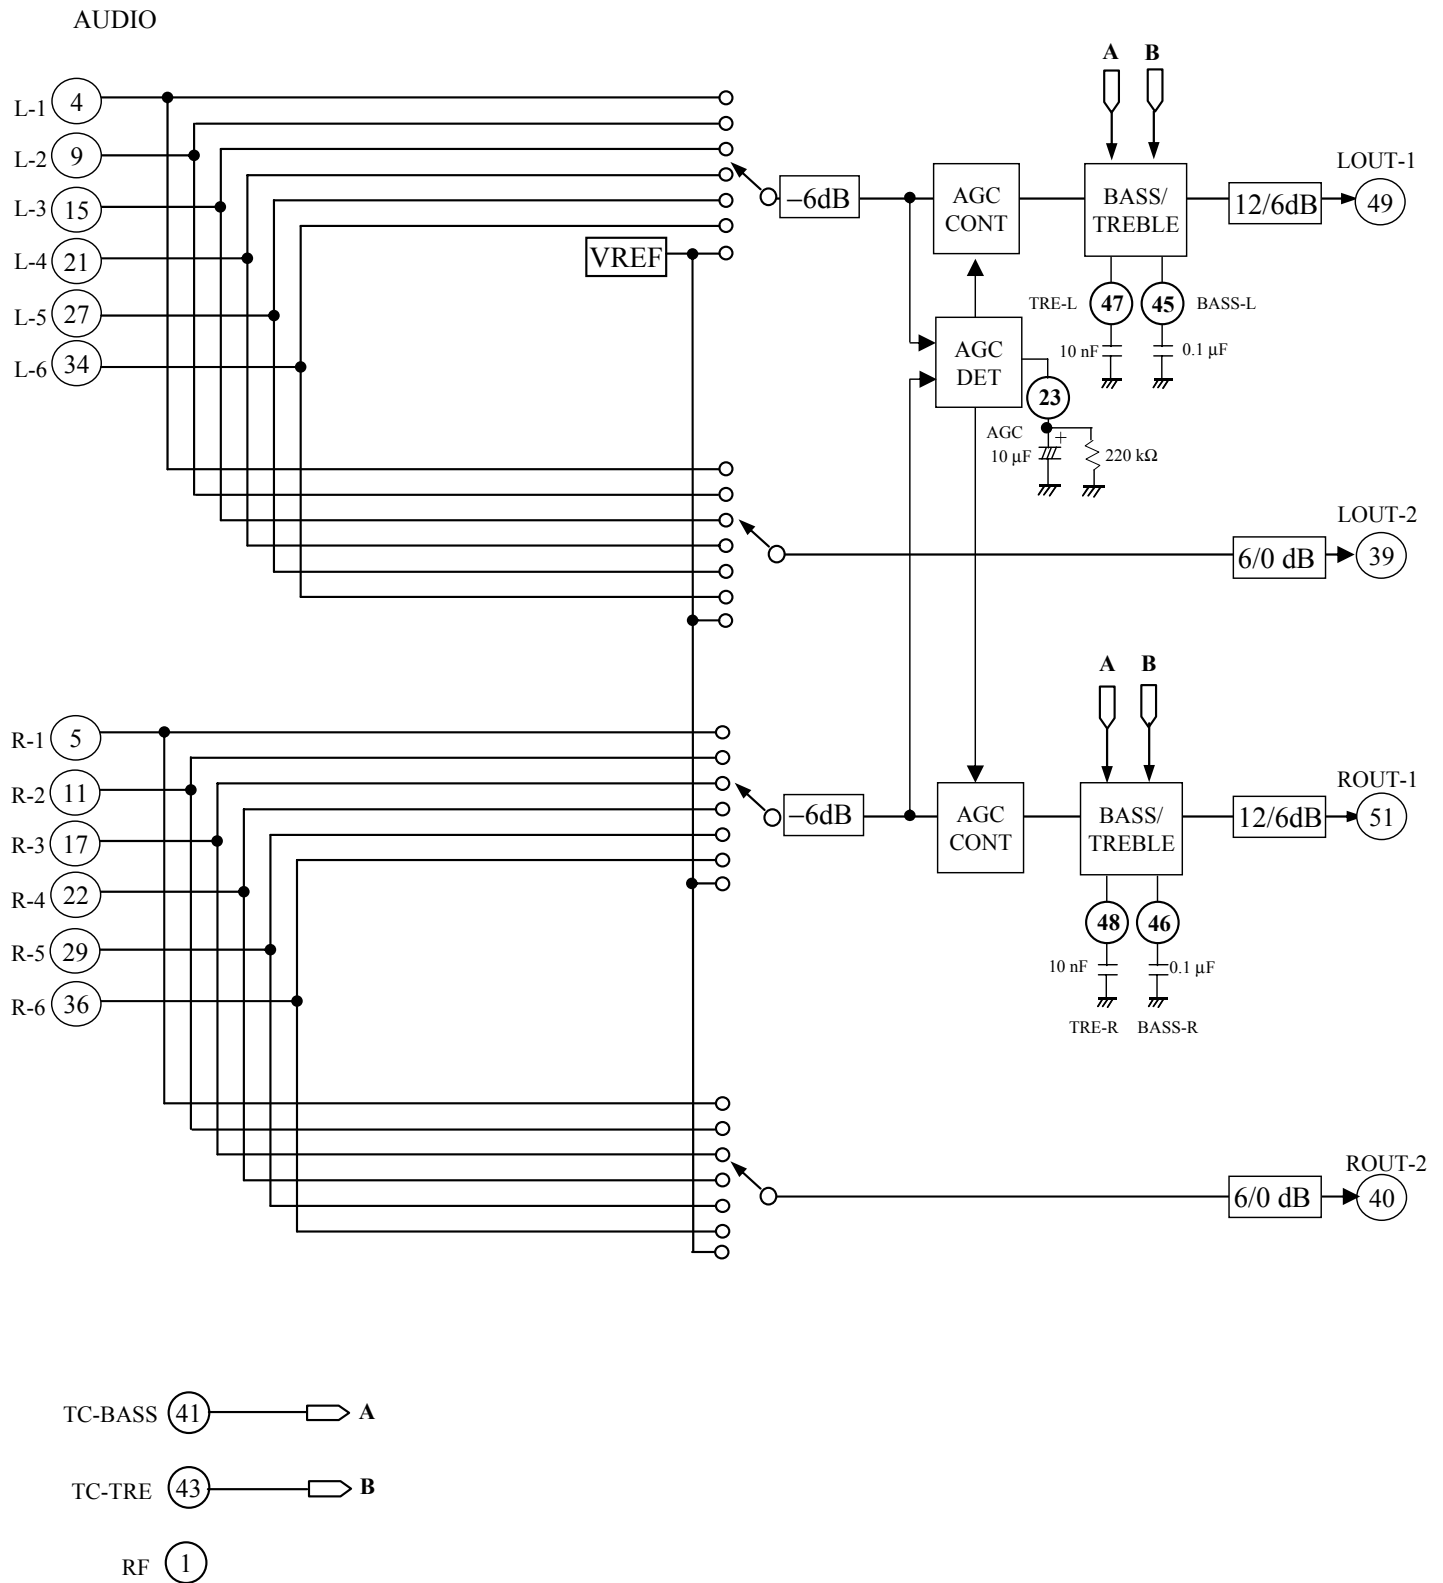 AUDIO
A B
L-1 4
L-2 9
L-3 15
L-4 21
L-5 27
L-6 34
VREF
−6dB
AGC
CONT
BASS/
TREBLE
12/6dB
LOUT-1
49
TRE-L 47 45 BASS-L
10 nF 0.1 µF
AGC
DET
23
AGC
10 µF + 220 kΩ
LOUT-2
6/0 dB 39
A B
R-1 5
R-2 11
R-3 17
R-4 22
R-5 29
R-6 36
−6dB
AGC
CONT
BASS/
TREBLE
12/6dB
ROUT-1
51
48 46
10 nF 0.1 µF
TRE-R BASS-R
ROUT-2
6/0 dB 40
TC-BASS 41 A
TC-TRE 43 B
RF 1